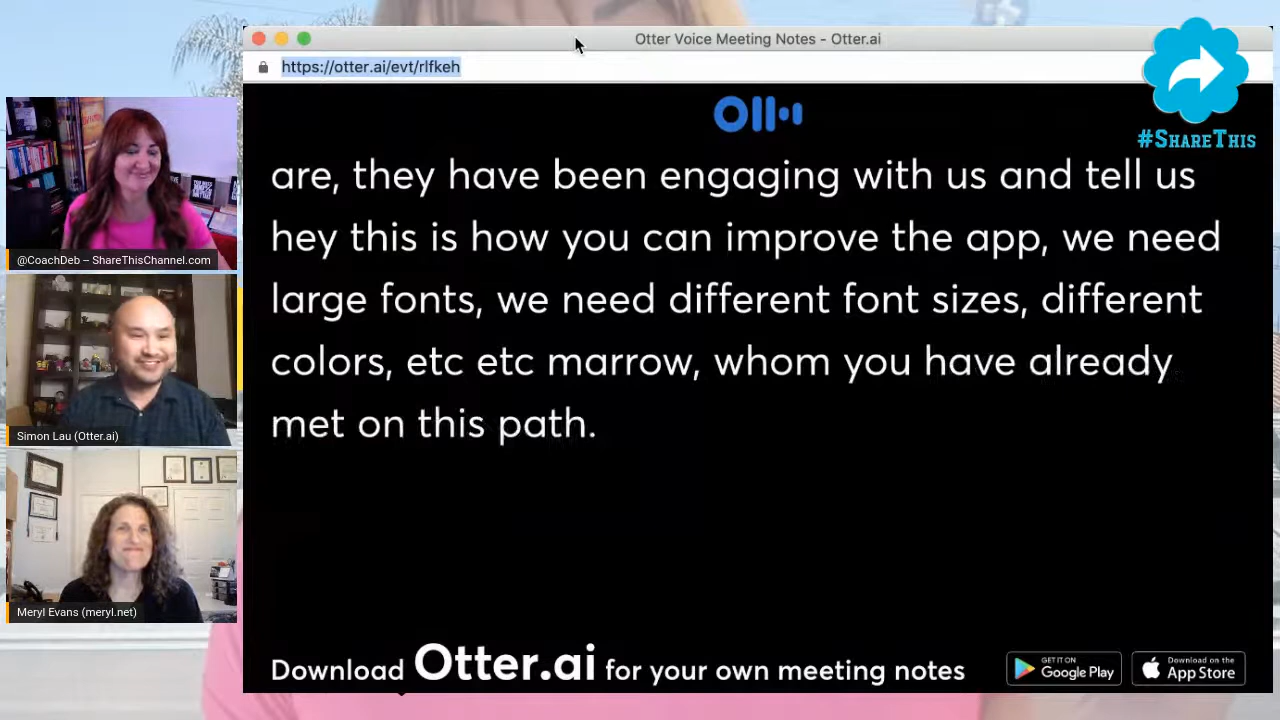 Otter Voice Meeting Notes - Otter.ai
https://otter.ai/evt/rlfkeh
#ShareThis
are, they have been engaging with us and tell us
hey this is how you can improve the app, we need
large fonts, we need different font sizes, different
colors, etc etc marrow, whom you have already
met on this path.
@CoachDeb – ShareThisChannel.com
Simon Lau (Otter.ai)
Meryl Evans (meryl.net)
Download Otter.ai for your own meeting notes
GET IT ON
Google Play
Download on the
App Store